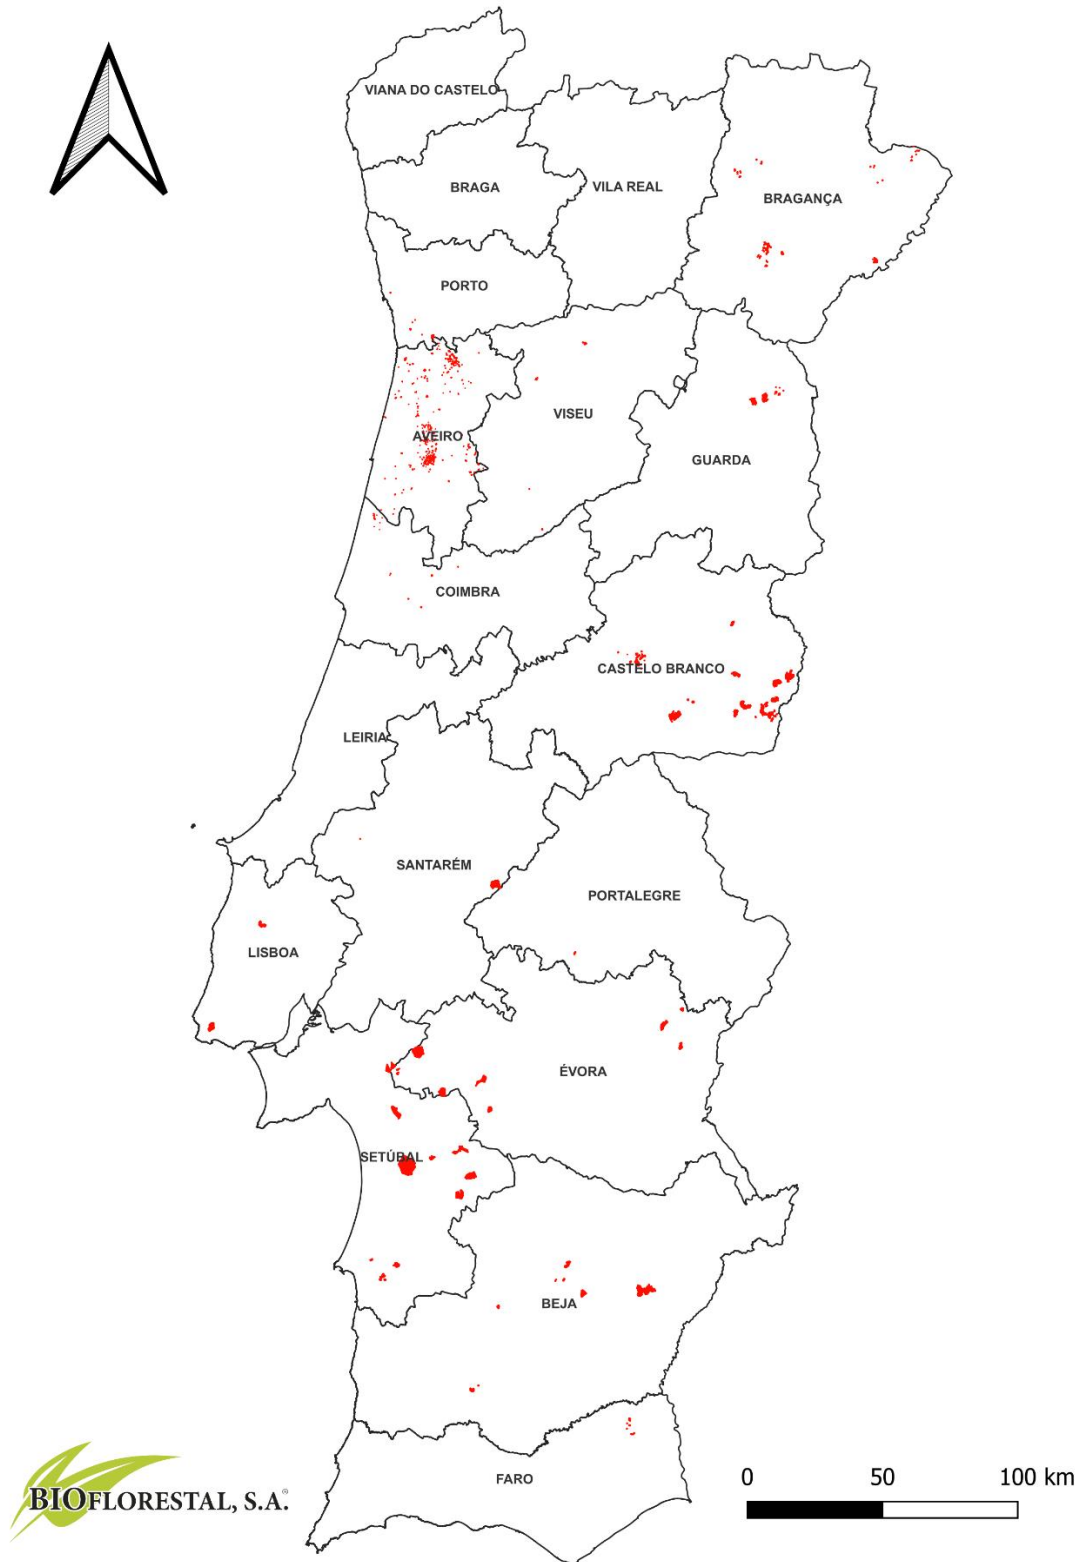 VIANA DO CASTELO
BRAGA
VILA REAL
BRAGANÇA
PORTO
VISEU
AVEIRO
GUARDA
COIMBRA
CASTELO BRANCO
LEIRIA
SANTARÉM
PORTALEGRE
LISBOA
ÉVORA
SETÚBAL
BEJA
FARO
BIOFLORESTAL, S.A.®
0 50 100 km